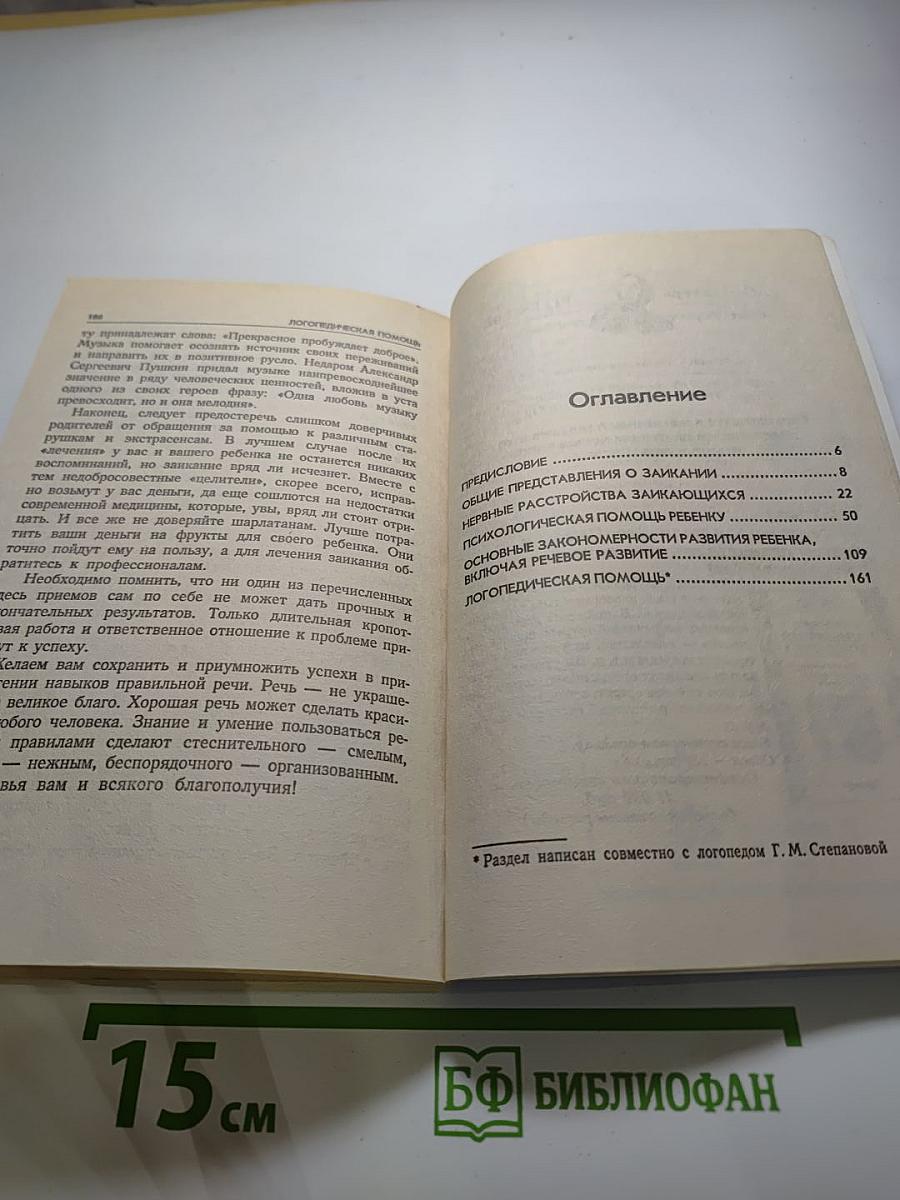 188
ЛОГОПЕДИЧЕСКАЯ ПОМОЩЬ
ту принадлежат слова: «Прекрасное пробуждает доброе».
Музыка помогает осознать источник своих переживаний
и направить их в позитивное русло. Недаром Александр
Сергеевич Пушкин придал музыке наипревосходнейшее
значение в ряду человеческих ценностей, вложив в уста
одного из своих героев фразу: «Одна любовь музыку
превосходит, но и она мелодия».
Наконец, следует предостеречь слишком доверчивых
родителей от обращения за помощью к различным ста-
рушкам и экстрасенсам. В лучшем случае после их
«лечения» у вас и вашего ребенка не останется никаких
воспоминаний, но заикание вряд ли исчезнет. Вместе с
тем недобросовестные «целители», скорее всего, исправ-
но возьмут у вас деньги, да еще сошлются на недостатки
современной медицины, которые, увы, вряд ли стоит отри-
цать. И все же не доверяйте шарлатанам. Лучше потра-
тить ваши деньги на фрукты для своего ребенка. Они
точно пойдут ему на пользу, а для лечения заикания об-
ратитесь к профессионалам.
Необходимо помнить, что ни один из перечисленных
десь приемов сам по себе не может дать прочных и
ончательных результатов. Только длительная кропот-
вая работа и ответственное отношение к проблеме при-
ут к успеху.
Желаем вам сохранить и приумножить успехи в при-
тении навыков правильной речи. Речь — не украше-
великое благо. Хорошая речь может сделать краси-
юбого человека. Знание и умение пользоваться ре-
правилами сделают стеснительного — смелым,
— нежным, беспорядочного — организованным.
вья вам и всякого благополучия!
Оглавление
ПРЕДИСЛОВИЕ ........ 6
ОБЩИЕ ПРЕДСТАВЛЕНИЯ О ЗАИКАНИИ ........ 8
НЕРВНЫЕ РАССТРОЙСТВА ЗАИКАЮЩИХСЯ ........ 22
ПСИХОЛОГИЧЕСКАЯ ПОМОЩЬ РЕБЕНКУ ........ 50
ОСНОВНЫЕ ЗАКОНОМЕРНОСТИ РАЗВИТИЯ РЕБЕНКА,
ВКЛЮЧАЯ РЕЧЕВОЕ РАЗВИТИЕ ........ 109
ЛОГОПЕДИЧЕСКАЯ ПОМОЩЬ* ........ 161
* Раздел написан совместно с логопедом Г. М. Степановой
15 см
БФ БИБЛИОФАН